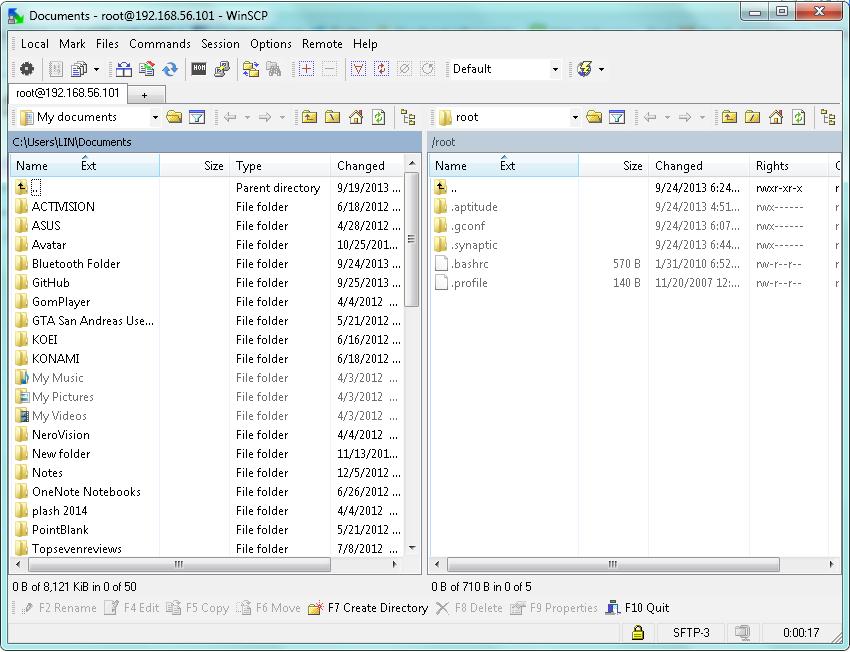 Documents - root@192.168.56.101 - WinSCP
Local Mark Files Commands Session Options Remote Help
Default
root@192.168.56.101 +
My documents root
C:\Users\LIN\Documents /root
Name Ext Size Type Changed Name Ext Size Changed Rights
.. Parent directory 9/19/2013 ... .. 9/24/2013 6:24... rwxr-xr-x
ACTIVISION File folder 6/18/2012 ... .aptitude 9/24/2013 4:51... rwx------
ASUS File folder 4/28/2012 ... .gconf 9/24/2013 6:07... rwx------
Avatar File folder 10/25/201... .synaptic 9/24/2013 6:44... rwx------
Bluetooth Folder File folder 9/24/2013 ... .bashrc 570 B 1/31/2010 6:52... rw-r--r--
GitHub File folder 9/25/2013 ... .profile 140 B 11/20/2007 12:... rw-r--r--
GomPlayer File folder 4/4/2012 ...
GTA San Andreas Use... File folder 5/21/2012 ...
KOEI File folder 6/16/2012 ...
KONAMI File folder 6/18/2012 ...
My Music File folder 4/3/2012 ...
My Pictures File folder 4/3/2012 ...
My Videos File folder 4/3/2012 ...
NeroVision File folder 4/4/2012 ...
New folder File folder 11/13/201...
Notes File folder 12/5/2012 ...
OneNote Notebooks File folder 6/26/2012 ...
plash 2014 File folder 4/4/2012 ...
PointBlank File folder 5/21/2012 ...
Topsevenreviews File folder 7/8/2012 ...
0 B of 8,121 KiB in 0 of 50 0 B of 710 B in 0 of 5
F2 Rename F4 Edit F5 Copy F6 Move F7 Create Directory F8 Delete F9 Properties F10 Quit
SFTP-3 0:00:17